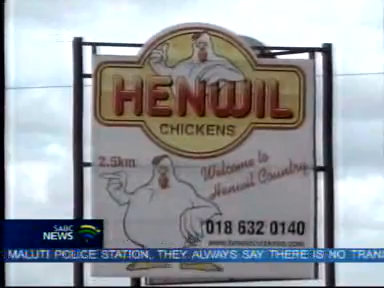 HENWIL
CHICKENS
2.5km
Welcome to
Henwil Country
018 632 0140
SABC
NEWS
MALUTI POLICE STATION, THEY ALWAYS SAY THERE IS NO TRAN